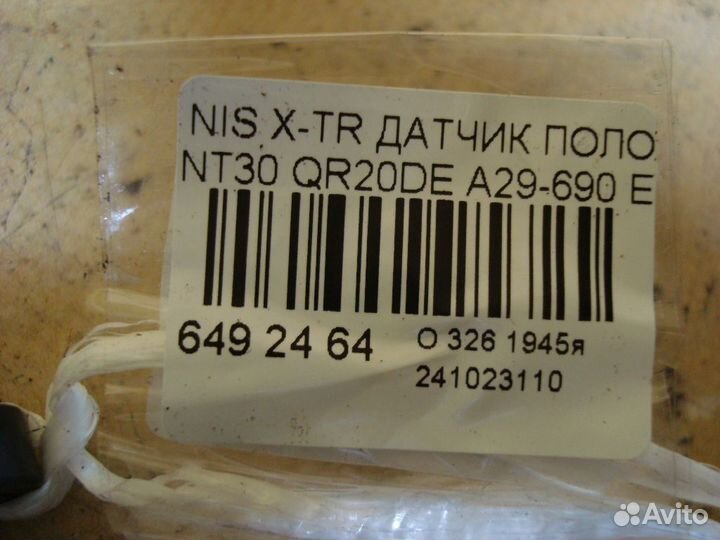 NIS X-TR ДАТЧИК ПОЛО
NT30 QR20DE A29-690 E
649 24 64
О 326 1945я
241023110
Avito